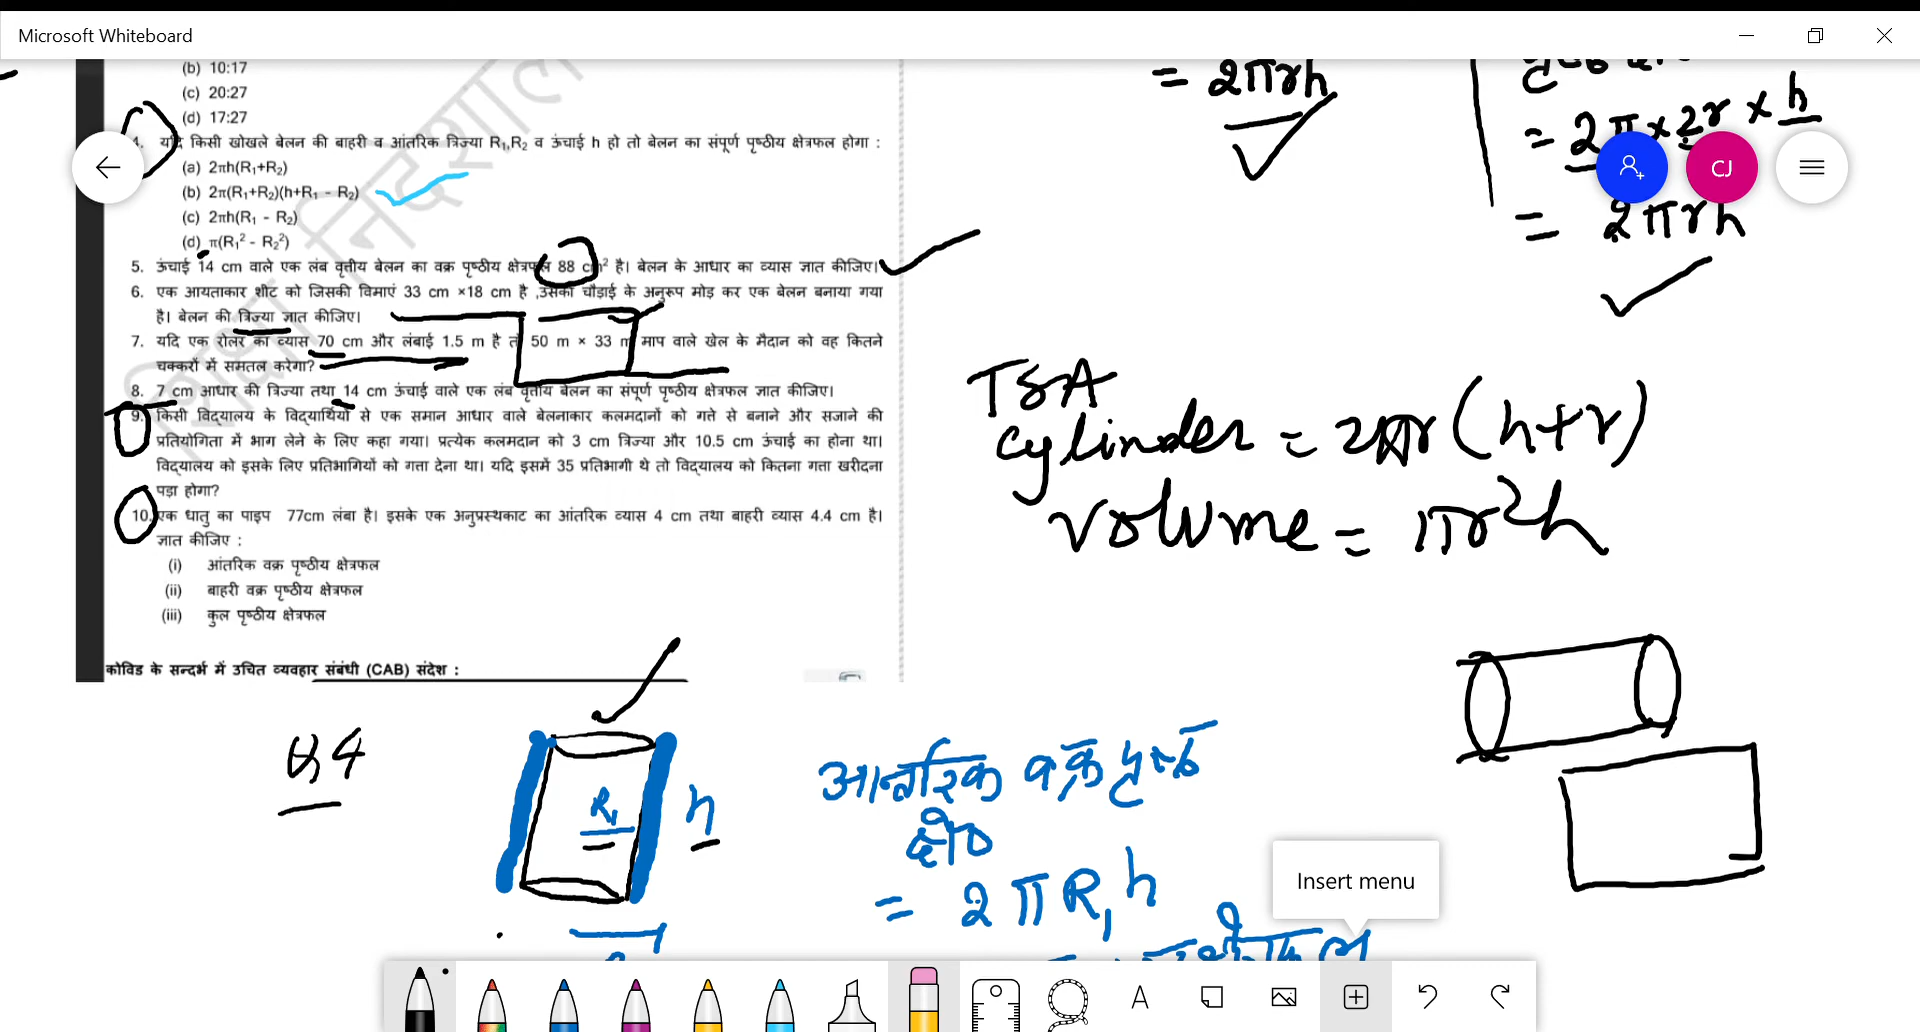 Microsoft Whiteboard
(b) 10:17
(c) 20:27
(d) 17:27
4. यदि किसी खोखले बेलन की बाहरी व आंतरिक त्रिज्या R₁,R₂ व ऊंचाई h हो तो बेलन का संपूर्ण पृष्ठीय क्षेत्रफल होगा :
(a) 2πh(R₁+R₂)
(b) 2π(R₁+R₂)(h+R₁ - R₂)
(c) 2πh(R₁ - R₂)
(d) π(R₁² - R₂²)
5. ऊंचाई 14 cm वाले एक लंब वृत्तीय बेलन का वक्र पृष्ठीय क्षेत्रफल 88 cm² है। बेलन के आधार का व्यास ज्ञात कीजिए।
6. एक आयताकार शीट को जिसकी विमाएं 33 cm ×18 cm है ,उसकी चौड़ाई के अनुरूप मोड़ कर एक बेलन बनाया गया
है। बेलन की त्रिज्या ज्ञात कीजिए।
7. यदि एक रोलर का व्यास 70 cm और लंबाई 1.5 m है तो 50 m × 33 m माप वाले खेल के मैदान को वह कितने
चक्करों में समतल करेगा?
8. 7 cm आधार की त्रिज्या तथा 14 cm ऊंचाई वाले एक लंब वृत्तीय बेलन का संपूर्ण पृष्ठीय क्षेत्रफल ज्ञात कीजिए।
9. किसी विद्यालय के विद्यार्थियों से एक समान आधार वाले बेलनाकार कलमदानों को गत्ते से बनाने और सजाने की
प्रतियोगिता में भाग लेने के लिए कहा गया। प्रत्येक कलमदान को 3 cm त्रिज्या और 10.5 cm ऊंचाई का होना था।
विद्यालय को इसके लिए प्रतिभागियों को गत्ता देना था। यदि इसमें 35 प्रतिभागी थे तो विद्यालय को कितना गत्ता खरीदना
पड़ा होगा?
10. एक धातु का पाइप 77cm लंबा है। इसके एक अनुप्रस्थकाट का आंतरिक व्यास 4 cm तथा बाहरी व्यास 4.4 cm है।
ज्ञात कीजिए :
(i) आंतरिक वक्र पृष्ठीय क्षेत्रफल
(ii) बाहरी वक्र पृष्ठीय क्षेत्रफल
(iii) कुल पृष्ठीय क्षेत्रफल
कोविड के सन्दर्भ में उचित व्यवहार संबंधी (CAB) संदेश :
शिक्षा निदेशाल
= 2πrh
= 2π×2r × h
= 2πrh
CJ
TSA
cylinder = 2πr(h+r)
volume = πr²h
Q4
R₁
h
आन्तरिक वक्र पृष्ठ
क्षे०
= 2πR₁h
Insert menu
A